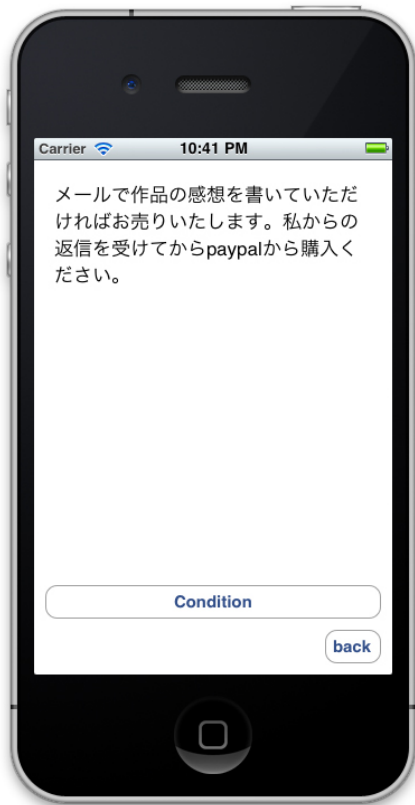 Carrier 10:41 PM
メールで作品の感想を書いていただ
ければお売りいたします。私からの
返信を受けてからpaypalから購入く
ださい。
Condition
back